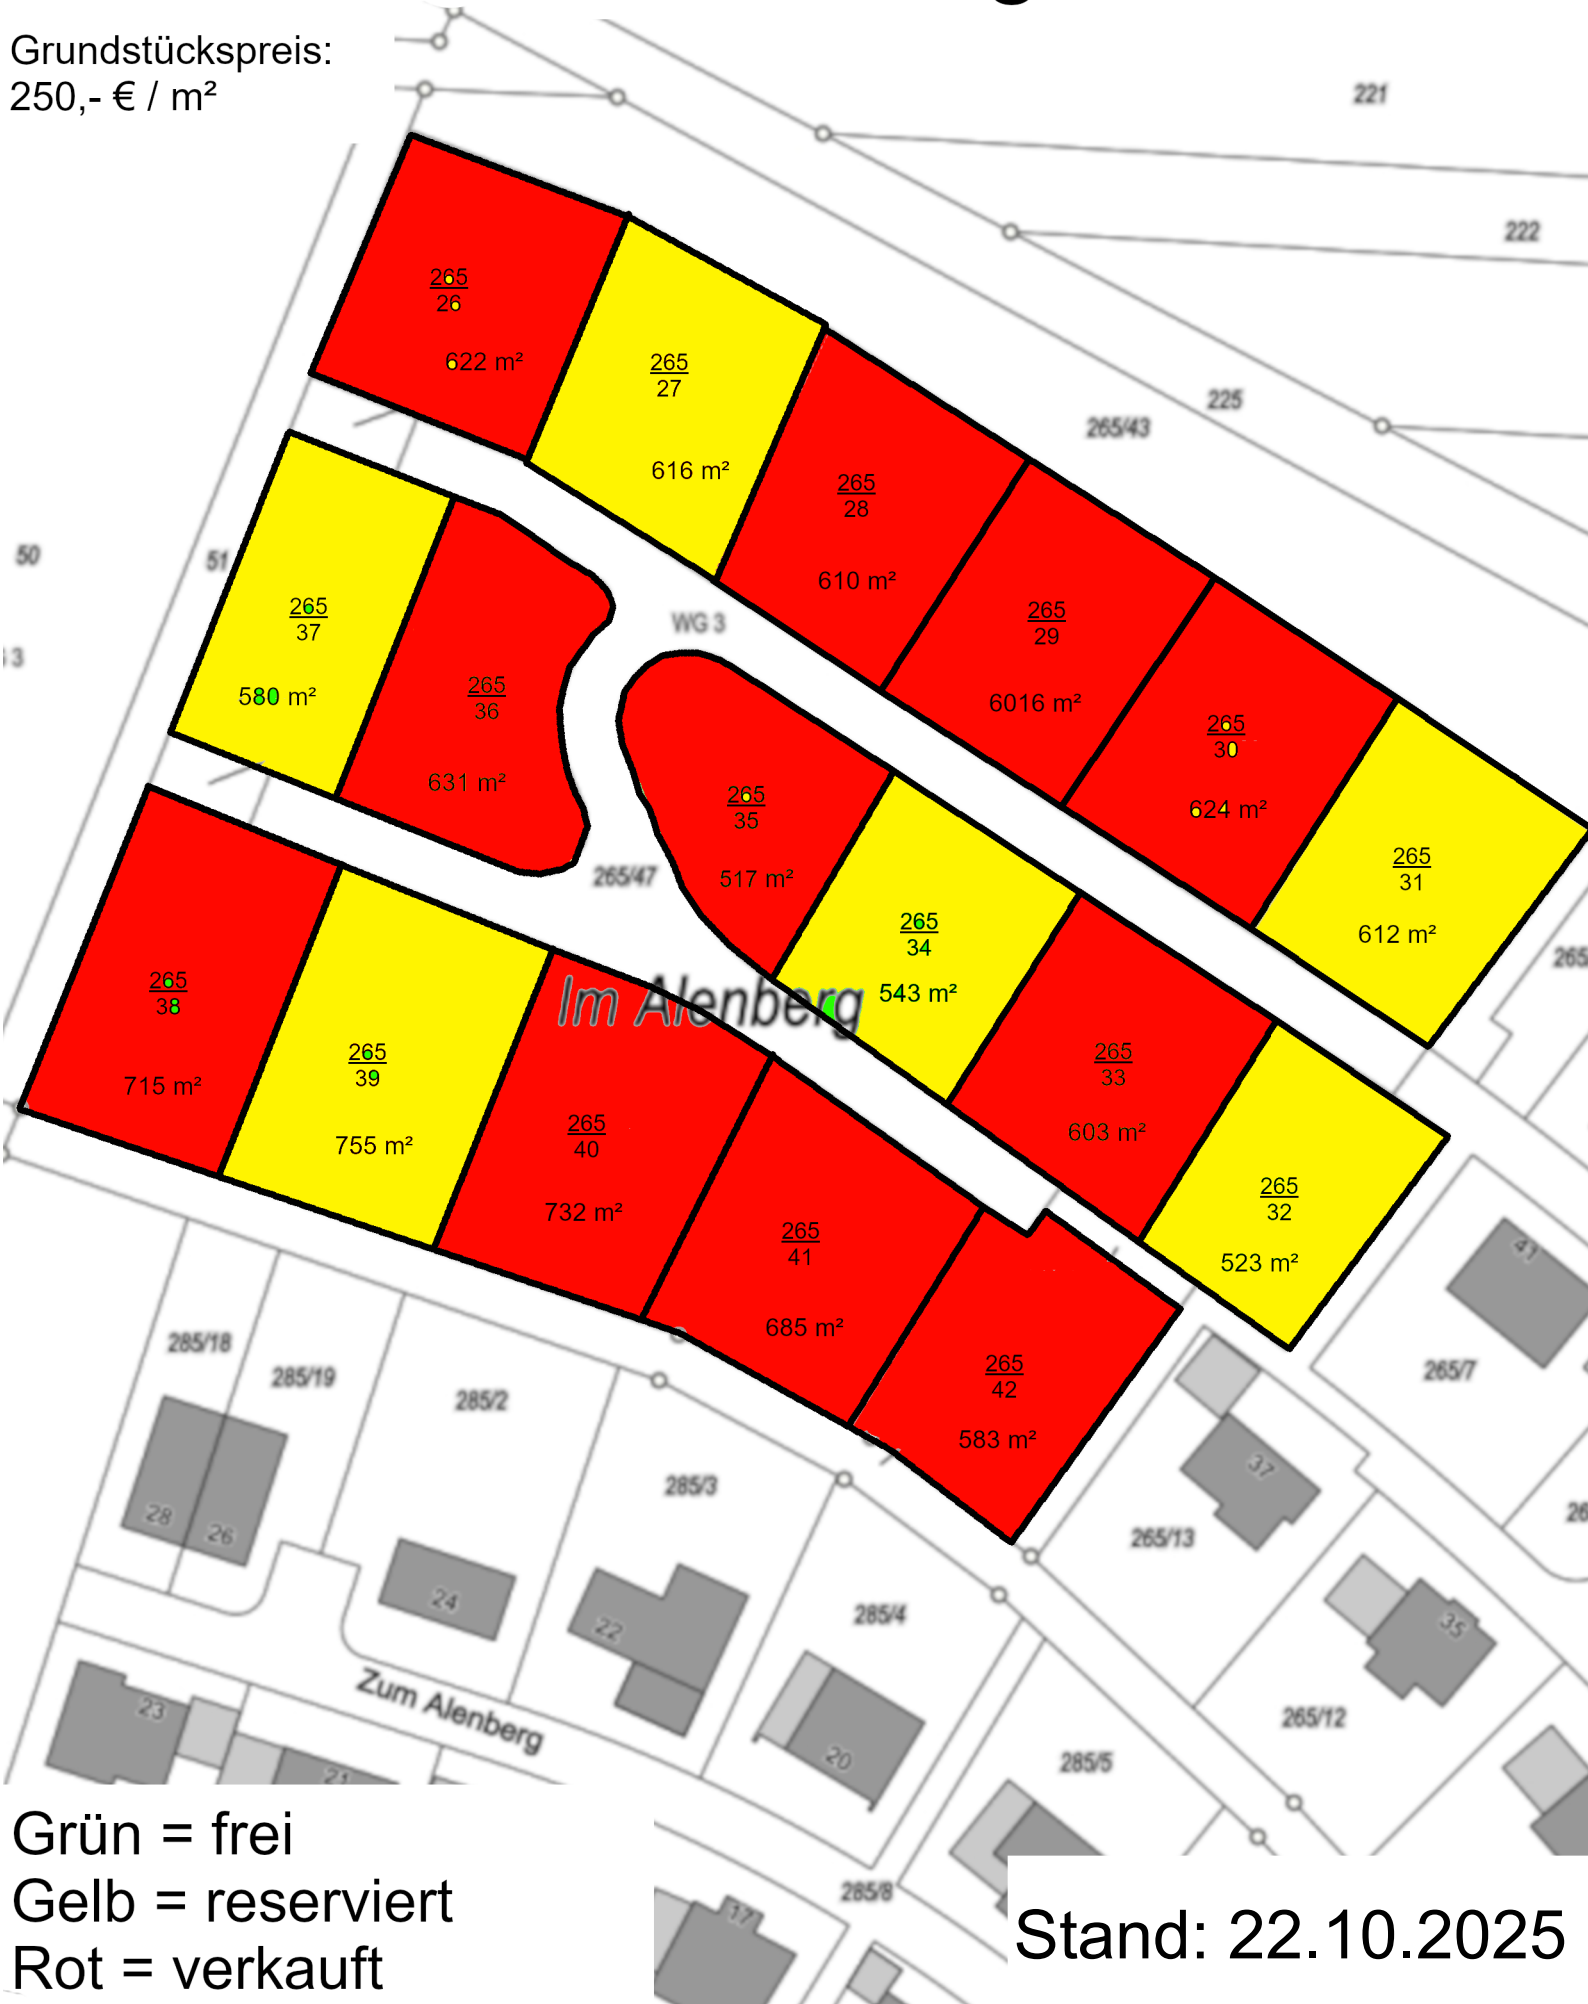 Grundstückspreis:
250,- € / m²
221
222
225
265/43
265
26
622 m²
265
27
616 m²
265
28
610 m²
265
29
6016 m²
265
30
624 m²
265
31
612 m²
50
51
265
37
580 m²
265
36
631 m²
WG 3
265
35
517 m²
265/47
265
34
543 m²
265
33
603 m²
265
32
523 m²
Im Alenberg
265
38
715 m²
265
39
755 m²
265
40
732 m²
265
41
685 m²
265
42
583 m²
41
265/7
37
265/13
35
265/12
285/18
285/19
285/2
285/3
285/4
285/5
285/8
28
26
24
22
20
23
21
17
Zum Alenberg
Grün = frei
Gelb = reserviert
Rot = verkauft
Stand: 22.10.2025